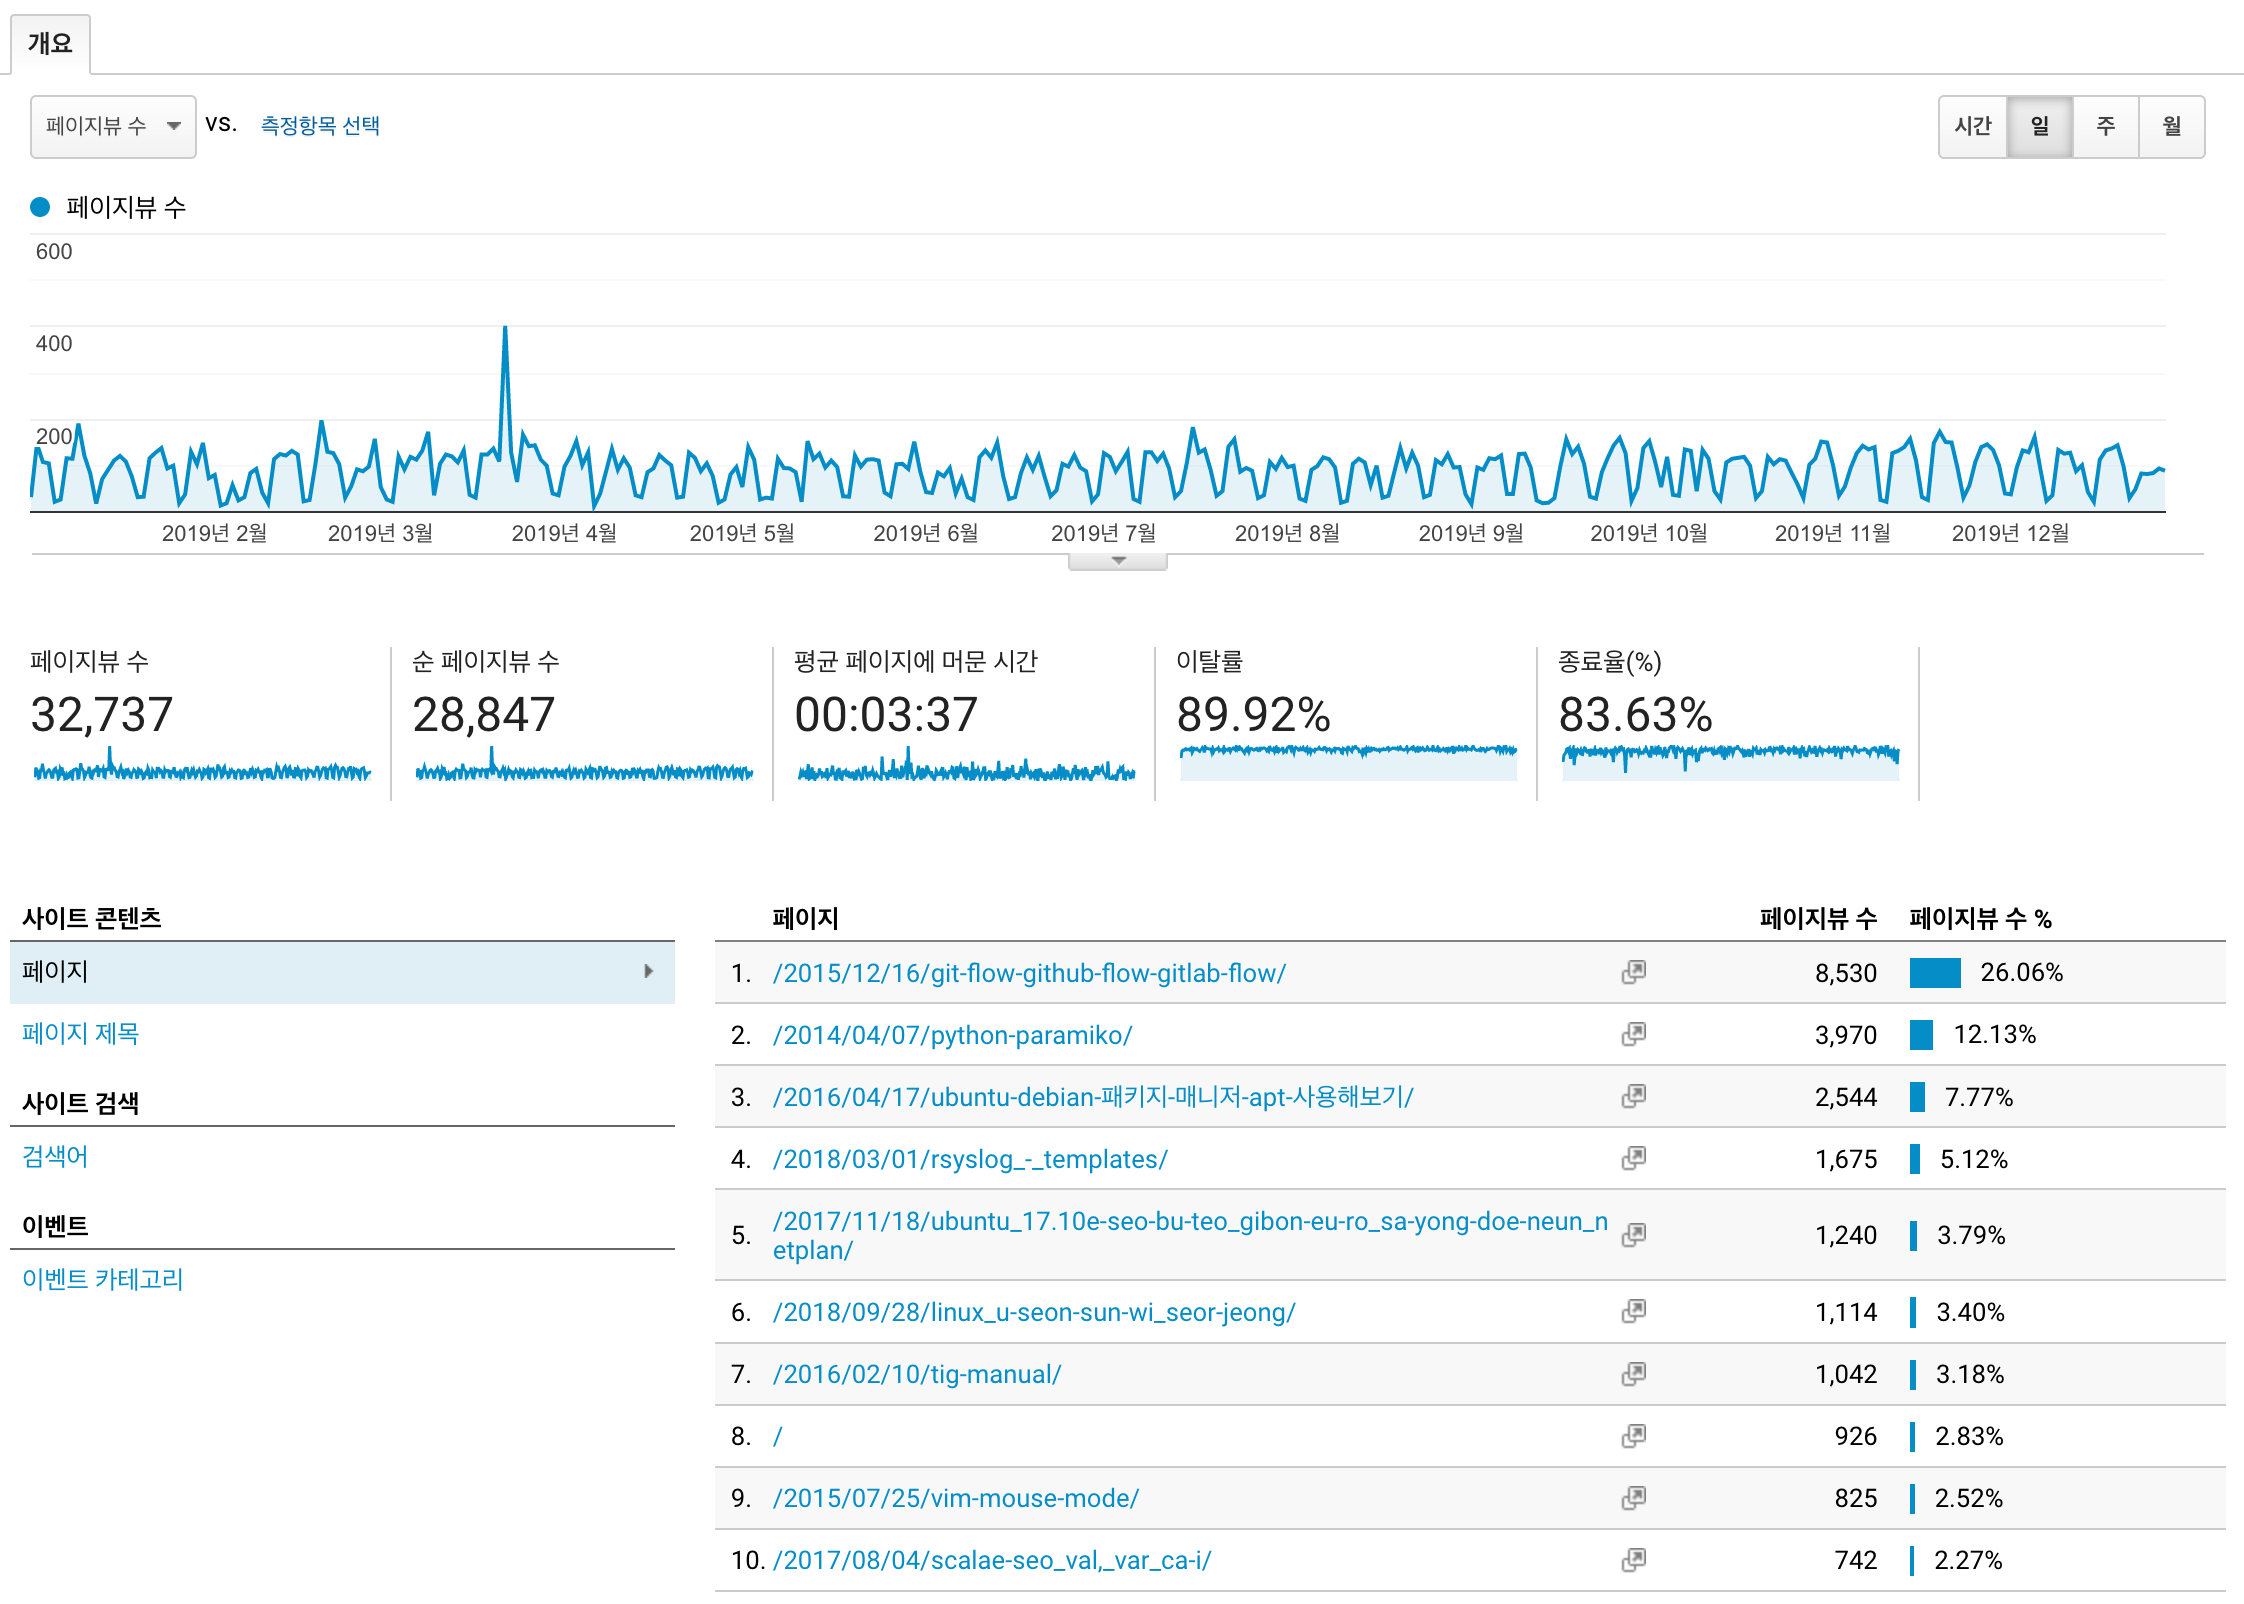 개요
페이지뷰 수 vs. 측정항목 선택
시간 일 주 월
페이지뷰 수
600
400
200
2019년 2월 2019년 3월 2019년 4월 2019년 5월 2019년 6월 2019년 7월 2019년 8월 2019년 9월 2019년 10월 2019년 11월 2019년 12월
페이지뷰 수
32,737
순 페이지뷰 수
28,847
평균 페이지에 머문 시간
00:03:37
이탈률
89.92%
종료율(%)
83.63%
사이트 콘텐츠
페이지
페이지 제목
사이트 검색
검색어
이벤트
이벤트 카테고리
페이지 페이지뷰 수 페이지뷰 수 %
1. /2015/12/16/git-flow-github-flow-gitlab-flow/ 8,530 26.06%
2. /2014/04/07/python-paramiko/ 3,970 12.13%
3. /2016/04/17/ubuntu-debian-패키지-매니저-apt-사용해보기/ 2,544 7.77%
4. /2018/03/01/rsyslog_-_templates/ 1,675 5.12%
5. /2017/11/18/ubuntu_17.10e-seo-bu-teo_gibon-eu-ro_sa-yong-doe-neun_n
etplan/ 1,240 3.79%
6. /2018/09/28/linux_u-seon-sun-wi_seor-jeong/ 1,114 3.40%
7. /2016/02/10/tig-manual/ 1,042 3.18%
8. / 926 2.83%
9. /2015/07/25/vim-mouse-mode/ 825 2.52%
10. /2017/08/04/scalae-seo_val,_var_ca-i/ 742 2.27%